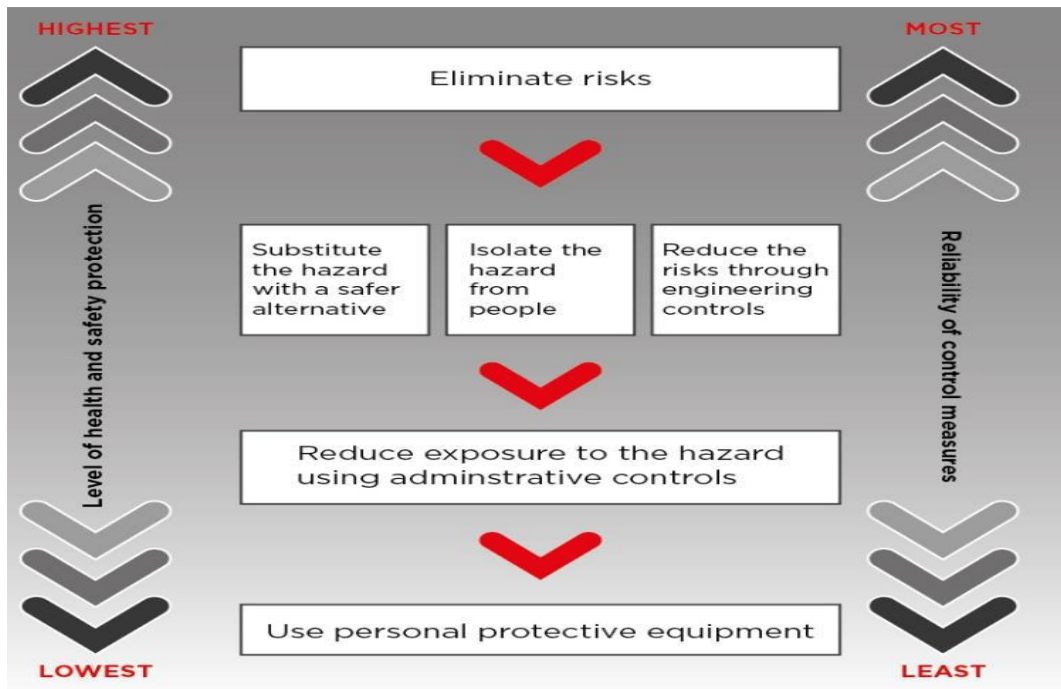 HIGHEST
MOST
Eliminate risks
Level of health and safety protection
Reliability of control measures
Substitute
the hazard
with a safer
alternative
Isolate the
hazard
from
people
Reduce the
risks through
engineering
controls
Reduce exposure to the hazard
using adminstrative controls
Use personal protective equipment
LOWEST
LEAST